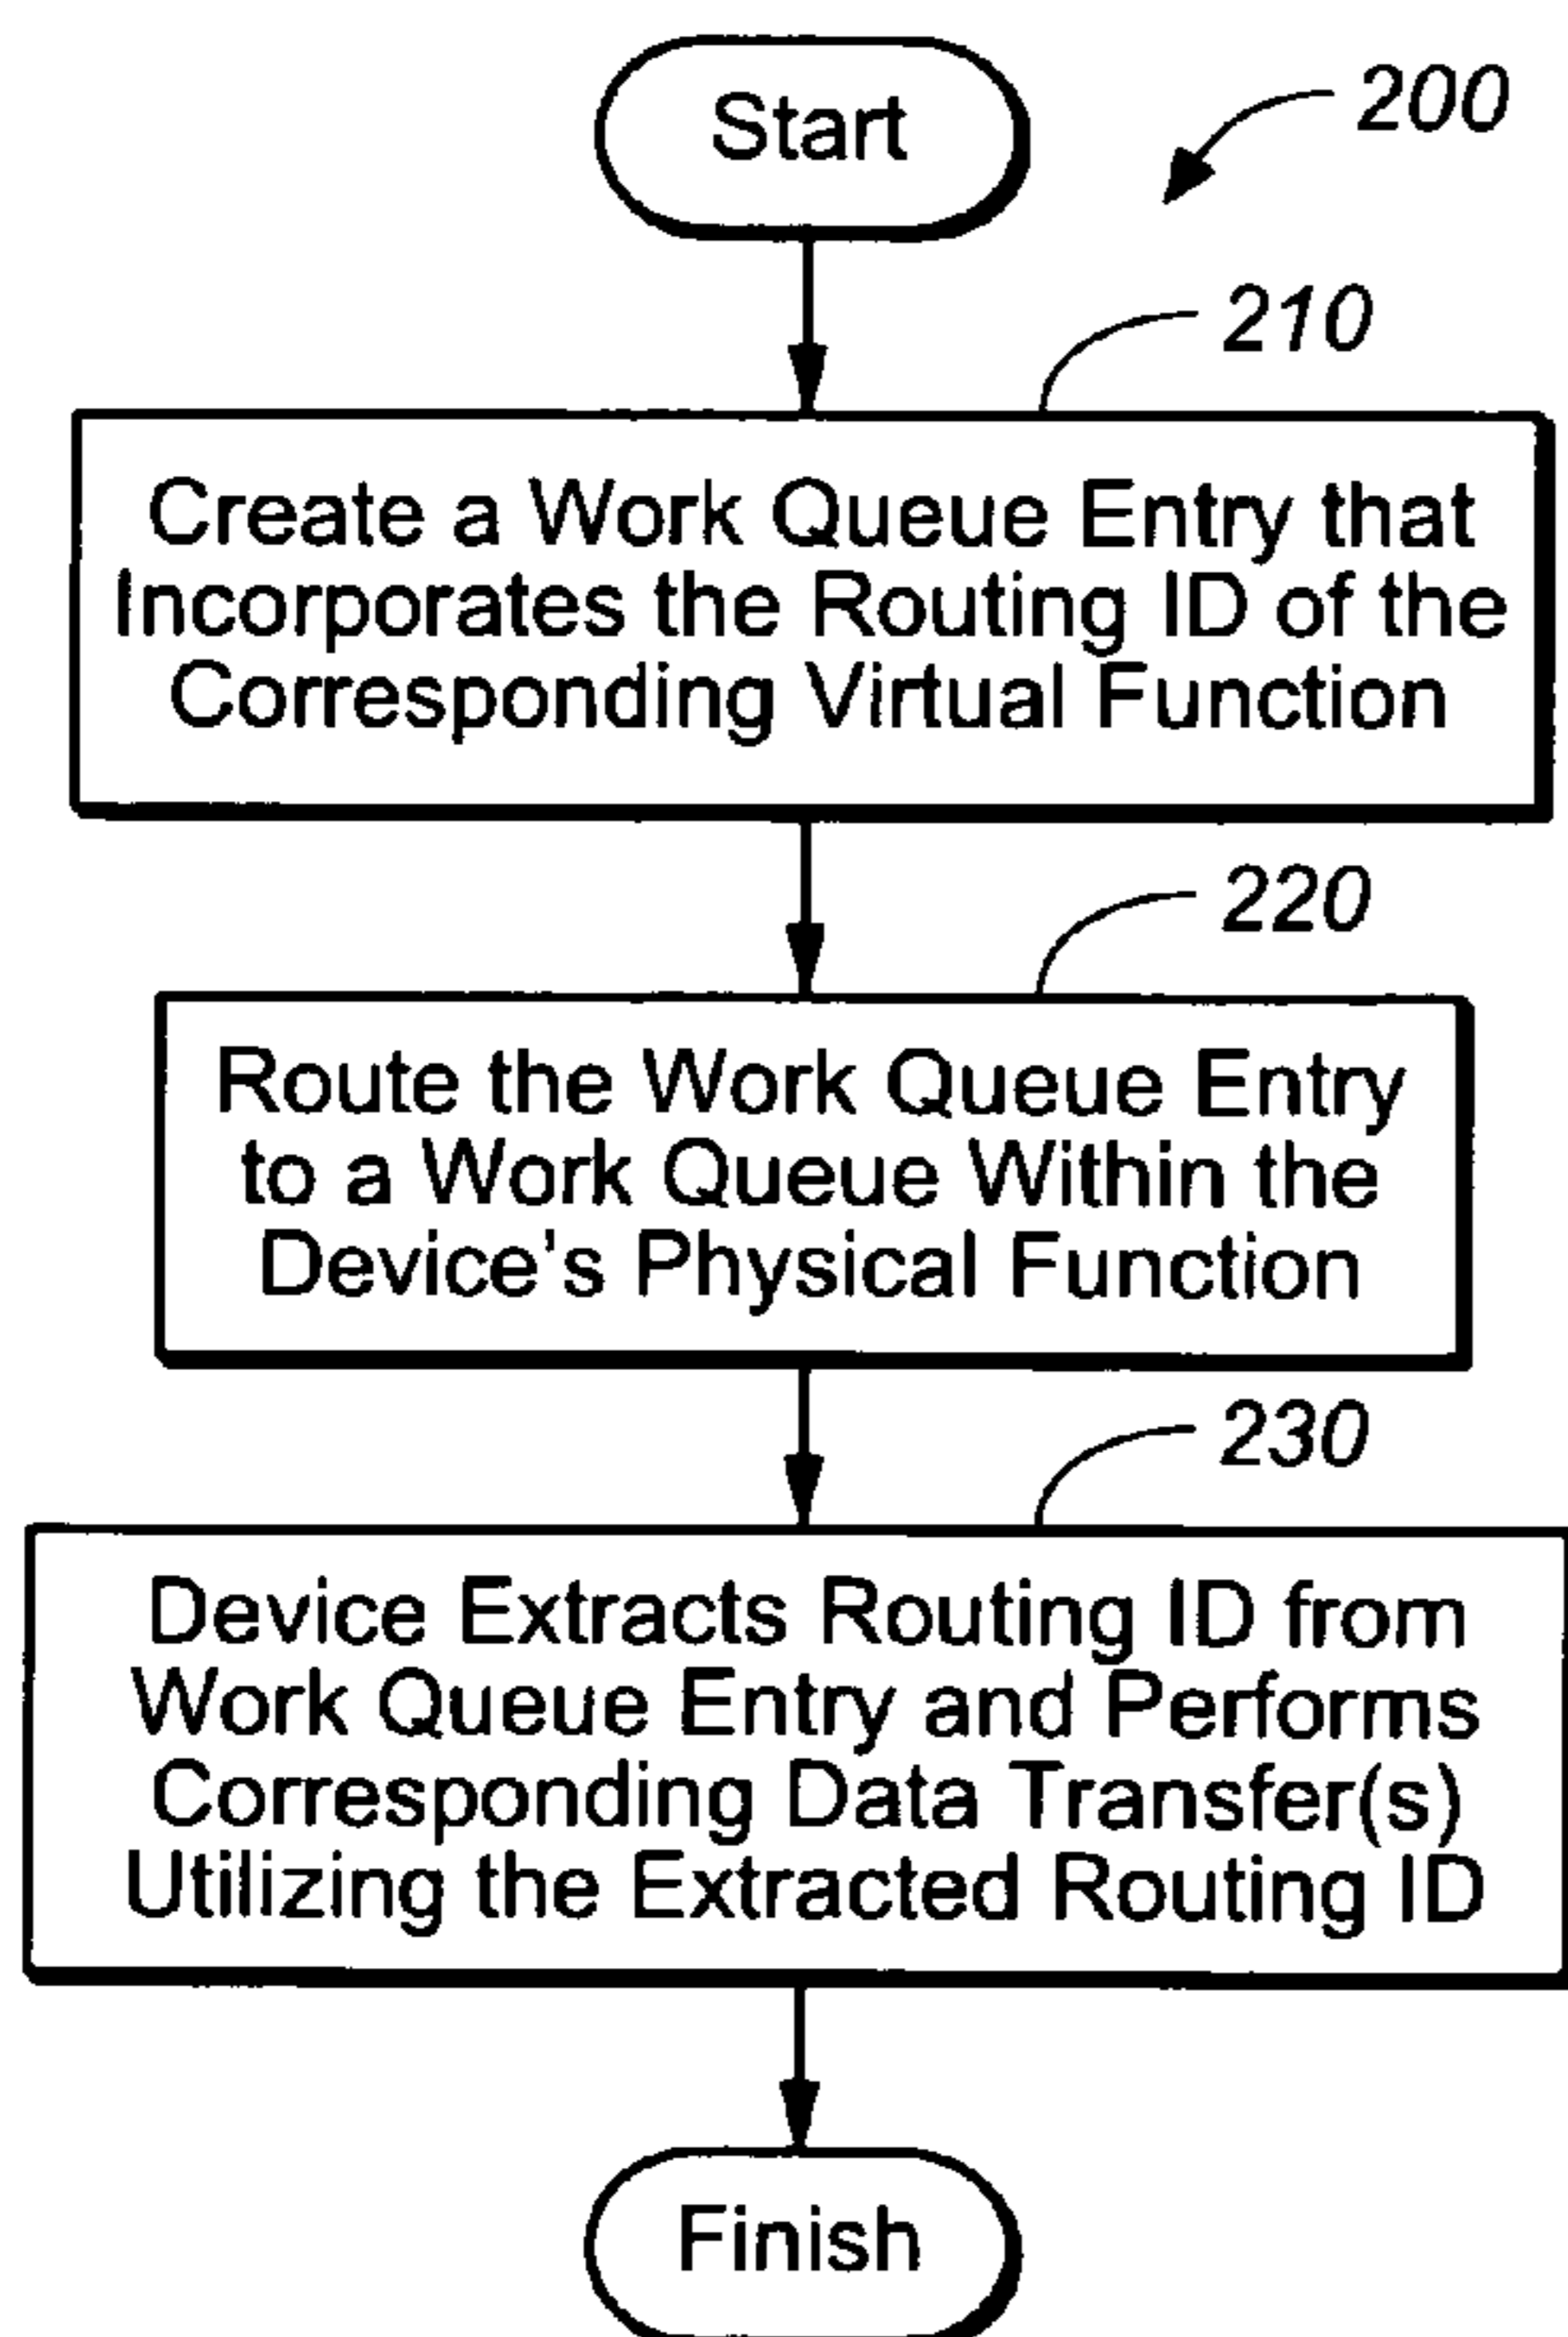 Start
200
210
Create a Work Queue Entry that
Incorporates the Routing ID of the
Corresponding Virtual Function
220
Route the Work Queue Entry
to a Work Queue Within the
Device's Physical Function
230
Device Extracts Routing ID from
Work Queue Entry and Performs
Corresponding Data Transfer(s)
Utilizing the Extracted Routing ID
Finish